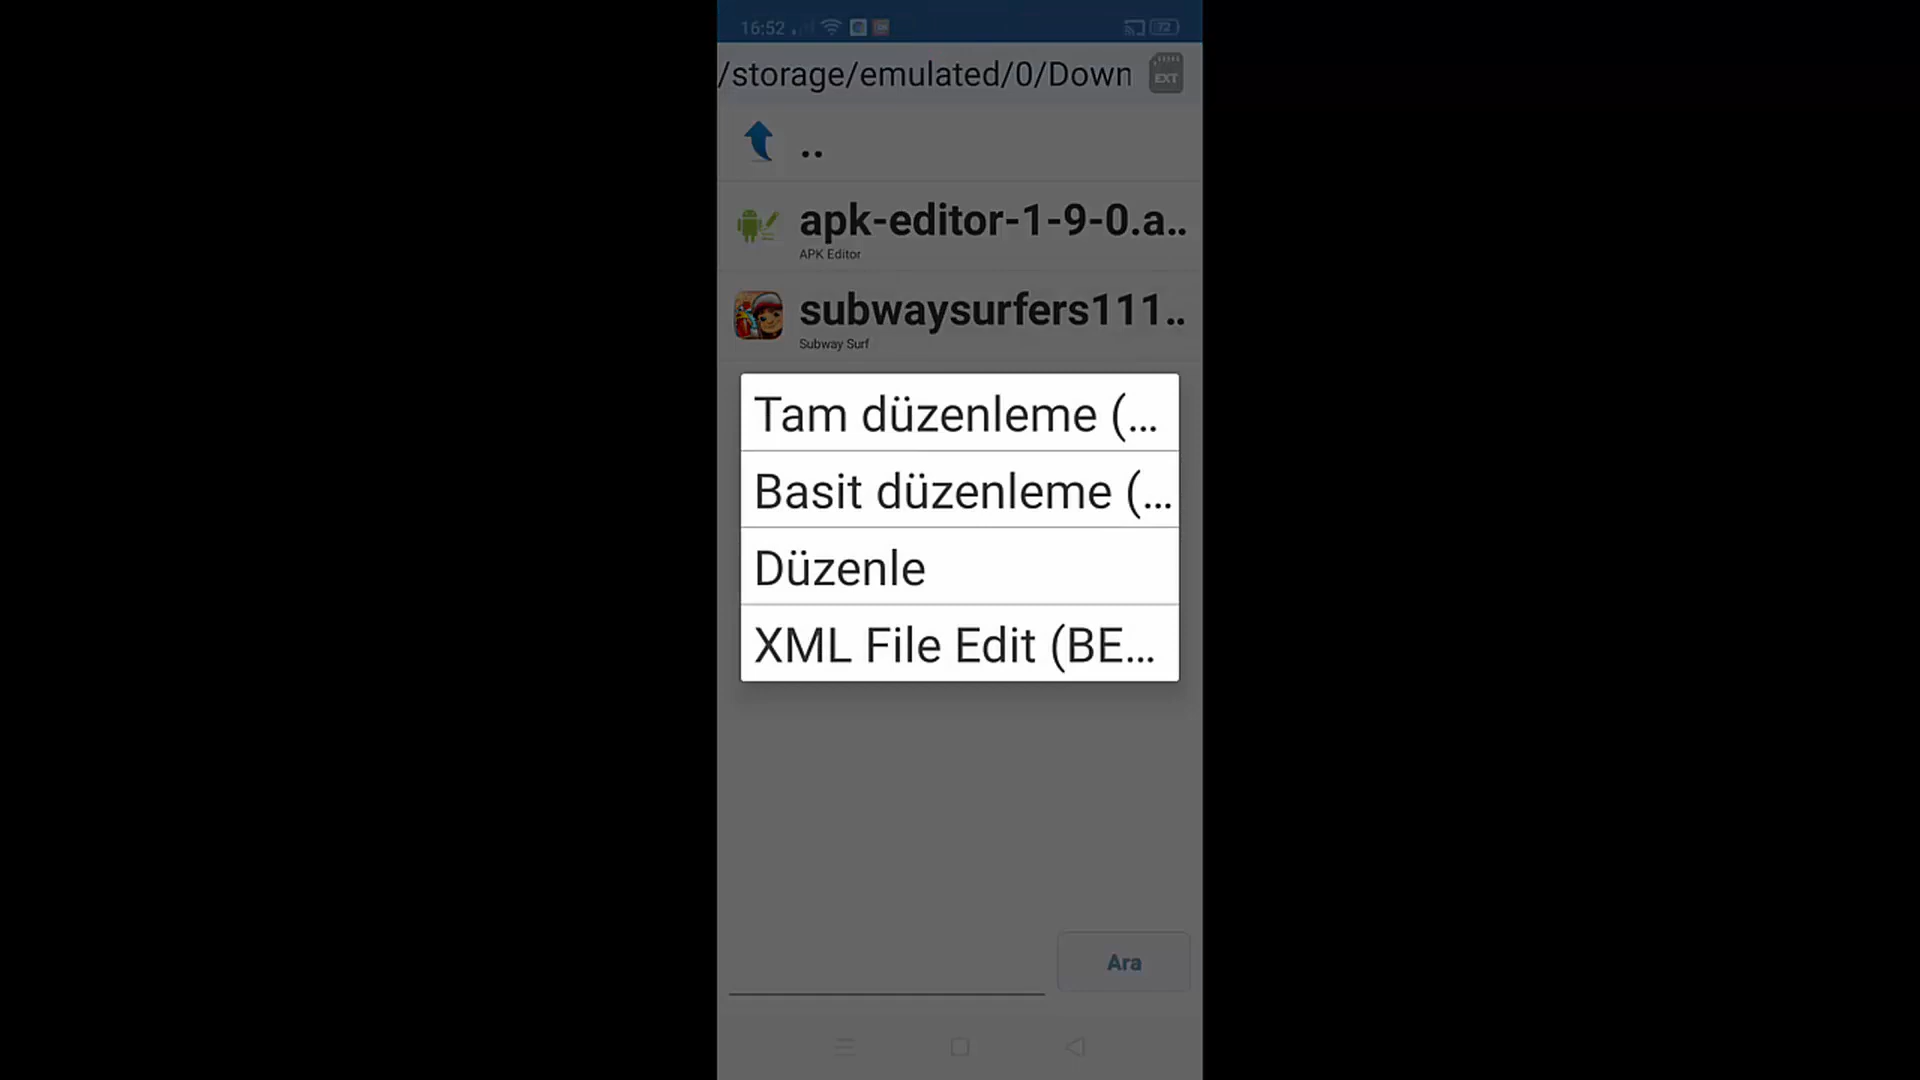 16:52
72
/storage/emulated/0/Down
EXT
..
apk-editor-1-9-0.a..
APK Editor
subwaysurfers111..
Subway Surf
Tam düzenleme (...
Basit düzenleme (...
Düzenle
XML File Edit (BE...
Ara